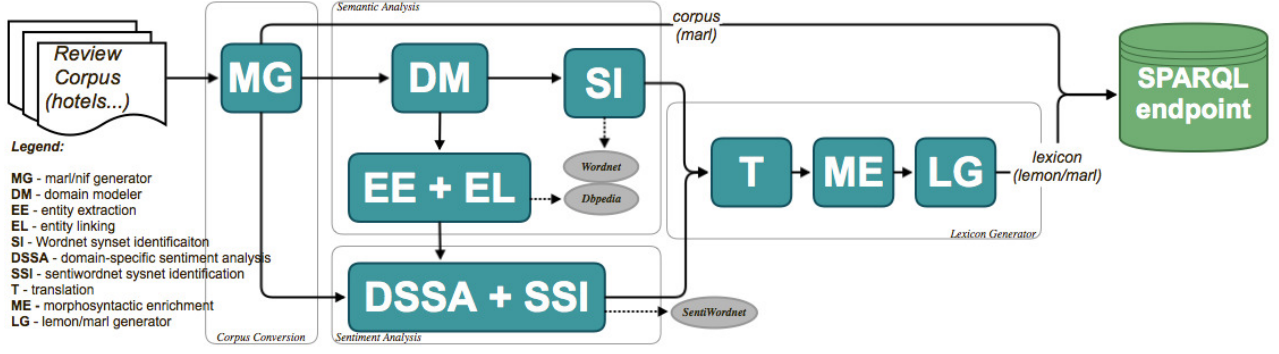 Semantic Analysis
Review
Corpus
(hotels...)
MG
DM
SI
corpus
(marl)
SPARQL
endpoint
Wordnet
EE + EL
Dbpedia
T
ME
LG
lexicon
(lemon/marl)
Lexicon Generator
DSSA + SSI
SentiWordnet
Corpus Conversion
Sentiment Analysis
Legend:
MG - marl/nif generator
DM - domain modeler
EE - entity extraction
EL - entity linking
SI - Wordnet synset identificaiton
DSSA - domain-specific sentiment analysis
SSI - sentiwordnet sysnet identification
T - translation
ME - morphosyntactic enrichment
LG - lemon/marl generator